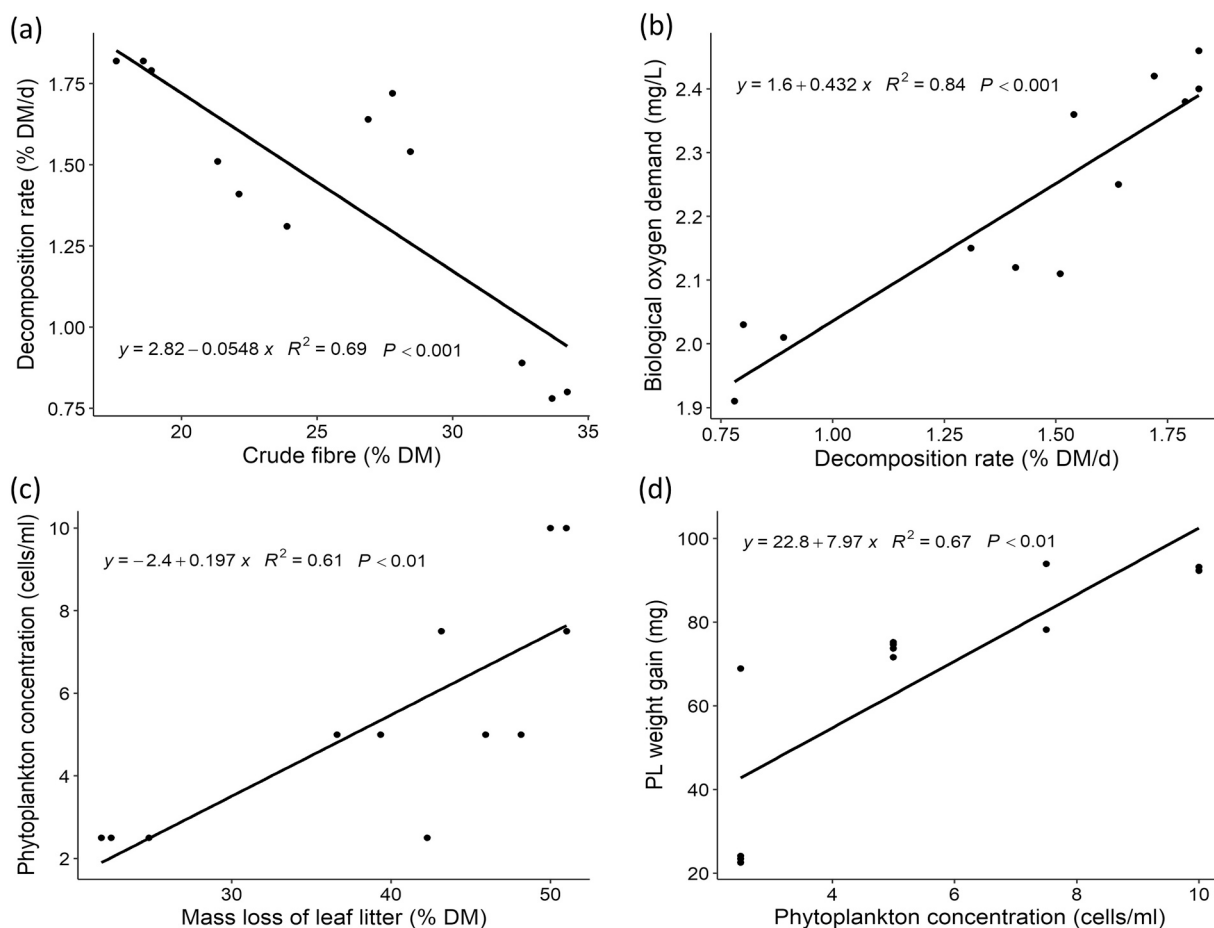 (a)
Decomposition rate (% DM/d)
1.75
1.50
1.25
1.00
0.75
y = 2.82 − 0.0548 x R² = 0.69 P < 0.001
20 25 30 35
Crude fibre (% DM)
(b)
Biological oxygen demand (mg/L)
2.4
2.3
2.2
2.1
2.0
1.9
y = 1.6 + 0.432 x R² = 0.84 P < 0.001
0.75 1.00 1.25 1.50 1.75
Decomposition rate (% DM/d)
(c)
Phytoplankton concentration (cells/ml)
10
8
6
4
2
y = −2.4 + 0.197 x R² = 0.61 P < 0.01
30 40 50
Mass loss of leaf litter (% DM)
(d)
PL weight gain (mg)
100
80
60
40
20
y = 22.8 + 7.97 x R² = 0.67 P < 0.01
4 6 8 10
Phytoplankton concentration (cells/ml)